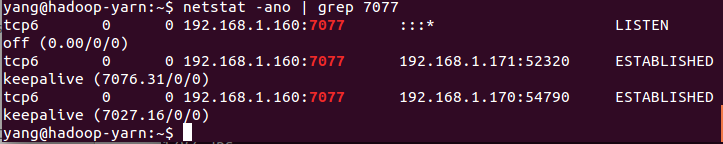 yang@hadoop-yarn:~$ netstat -ano | grep 7077
tcp6 0 0 192.168.1.160:7077 :::* LISTEN
off (0.00/0/0)
tcp6 0 0 192.168.1.160:7077 192.168.1.171:52320 ESTABLISHED
keepalive (7076.31/0/0)
tcp6 0 0 192.168.1.160:7077 192.168.1.170:54790 ESTABLISHED
keepalive (7027.16/0/0)
yang@hadoop-yarn:~$